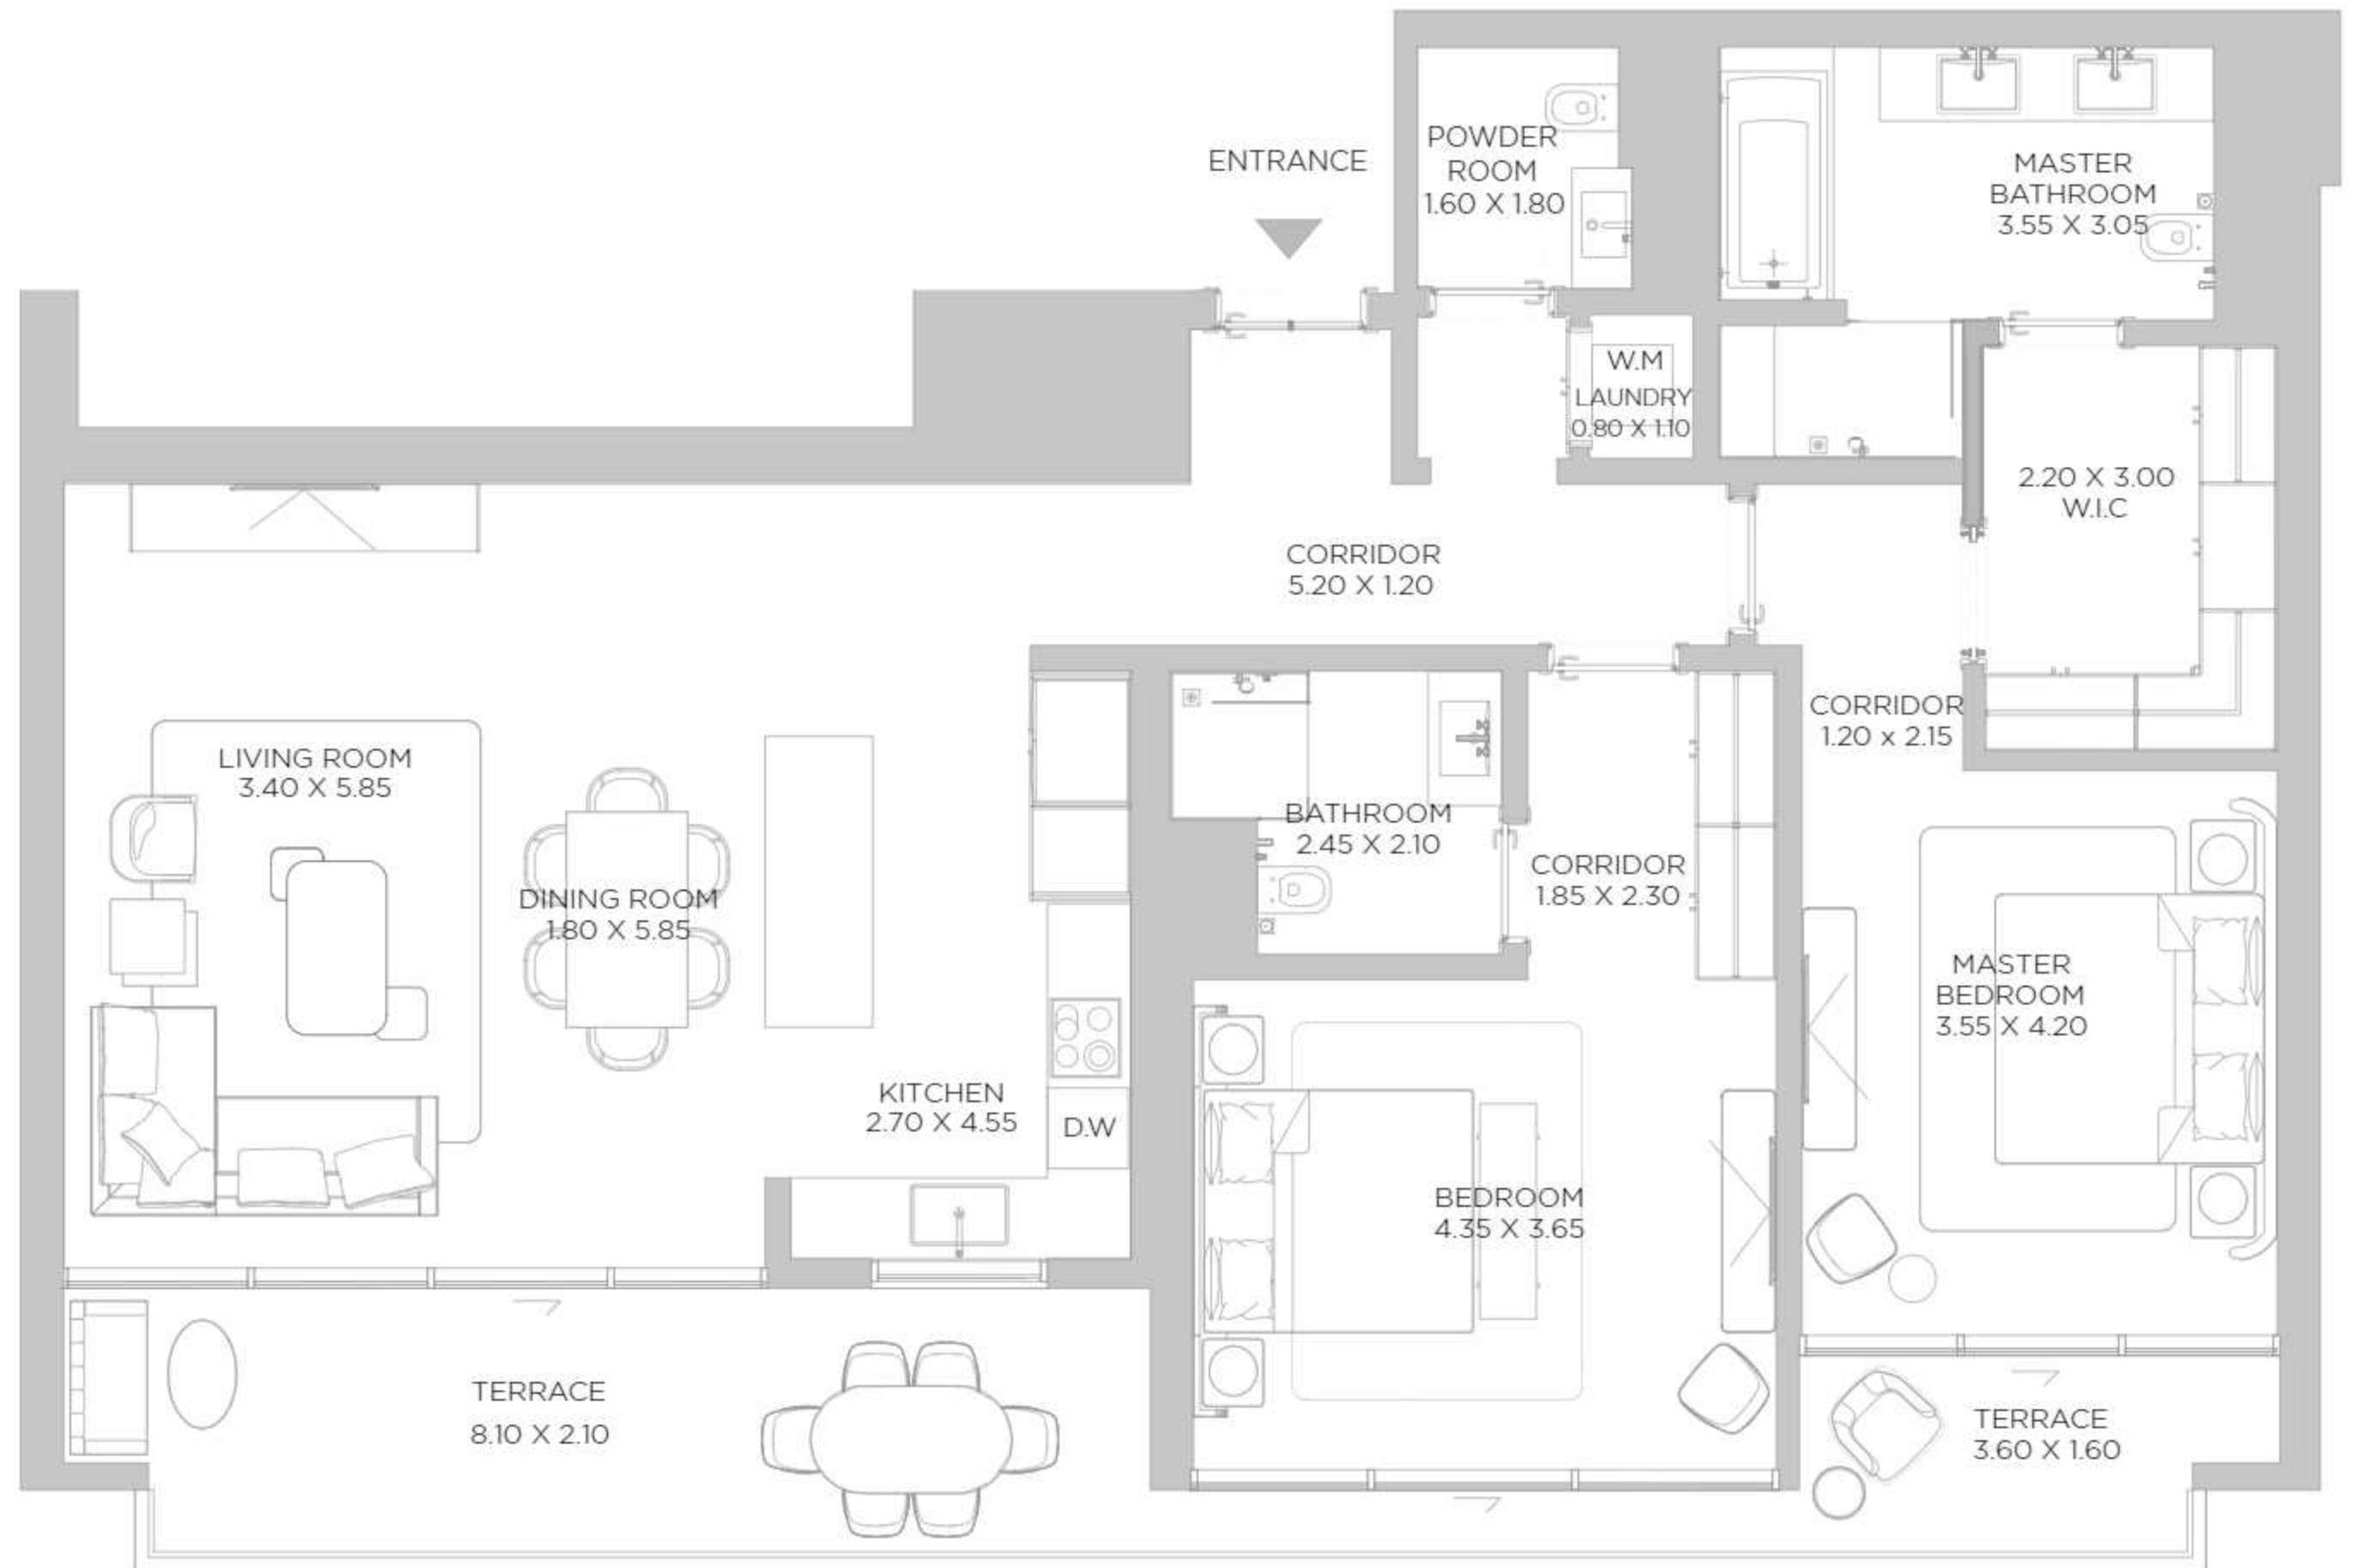 ENTRANCE
POWDER
ROOM
1.60 X 1.80
MASTER
BATHROOM
3.55 X 3.05
W.M
LAUNDRY
0.80 X 1.10
2.20 X 3.00
W.I.C
CORRIDOR
5.20 X 1.20
CORRIDOR
1.20 x 2.15
LIVING ROOM
3.40 X 5.85
DINING ROOM
1.80 X 5.85
BATHROOM
2.45 X 2.10
CORRIDOR
1.85 X 2.30
MASTER
BEDROOM
3.55 X 4.20
KITCHEN
2.70 X 4.55
D.W
BEDROOM
4.35 X 3.65
TERRACE
8.10 X 2.10
TERRACE
3.60 X 1.60